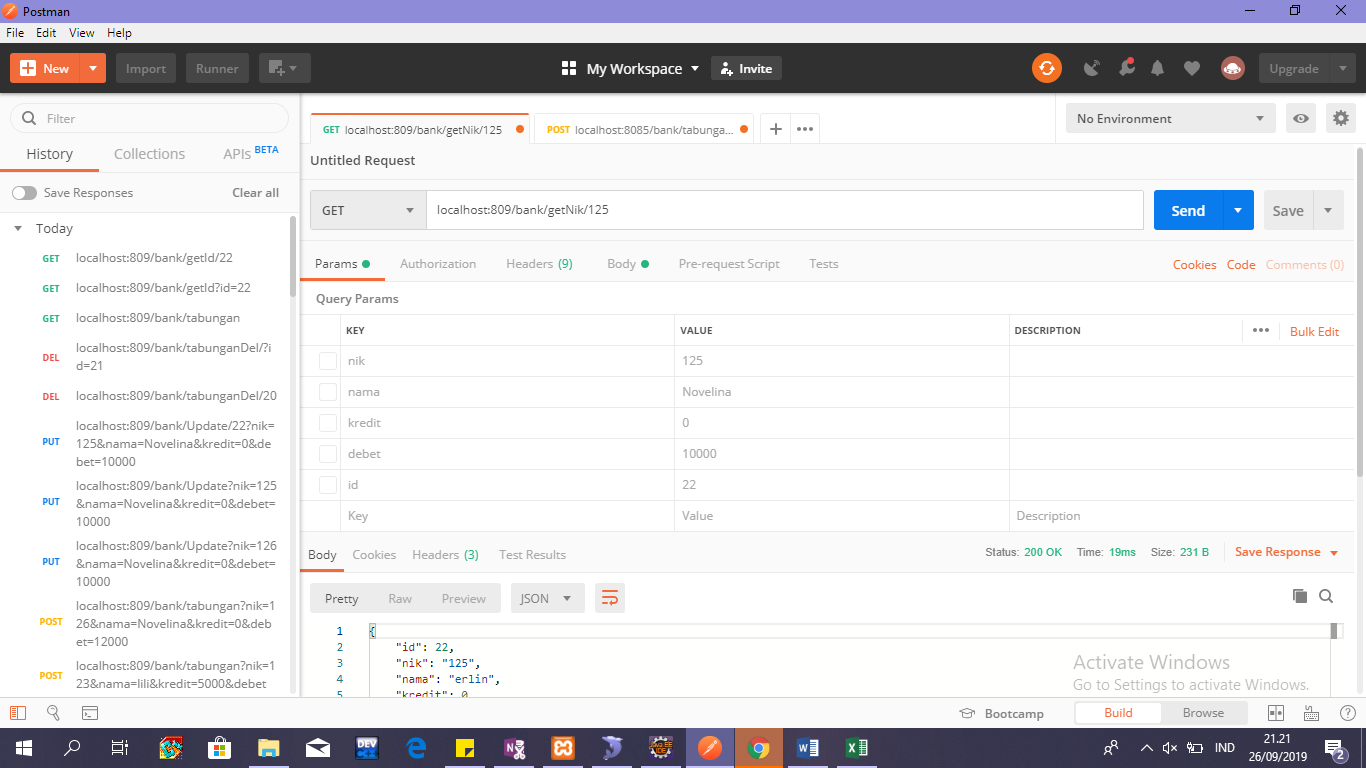 Postman
File Edit View Help
New Import Runner My Workspace Invite Upgrade
Filter
History Collections APIs BETA
Save Responses Clear all
Today
GET localhost:809/bank/getId/22
GET localhost:809/bank/getId?id=22
GET localhost:809/bank/tabungan
DEL localhost:809/bank/tabunganDel/?i
d=21
DEL localhost:809/bank/tabunganDel/20
PUT localhost:809/bank/Update/22?nik=
125&nama=Novelina&kredit=0&de
bet=10000
PUT localhost:809/bank/Update?nik=125
&nama=Novelina&kredit=0&debet=
10000
PUT localhost:809/bank/Update?nik=126
&nama=Novelina&kredit=0&debet=
10000
POST localhost:809/bank/tabungan?nik=1
26&nama=Novelina&kredit=0&deb
et=12000
POST localhost:809/bank/tabungan?nik=1
23&nama=lili&kredit=5000&debet
GET localhost:809/bank/getNik/125 POST localhost:8085/bank/tabunga... No Environment
Untitled Request
GET localhost:809/bank/getNik/125 Send Save
Params Authorization Headers (9) Body Pre-request Script Tests Cookies Code Comments (0)
Query Params
KEY VALUE DESCRIPTION Bulk Edit
nik 125
nama Novelina
kredit 0
debet 10000
id 22
Key Value Description
Body Cookies Headers (3) Test Results Status: 200 OK Time: 19ms Size: 231 B Save Response
Pretty Raw Preview JSON
1 {
2 "id": 22,
3 "nik": "125",
4 "nama": "erlin",
5 "kredit": 0
Activate Windows
Go to Settings to activate Windows.
Bootcamp Build Browse
DEV IND 21.21
26/09/2019 2